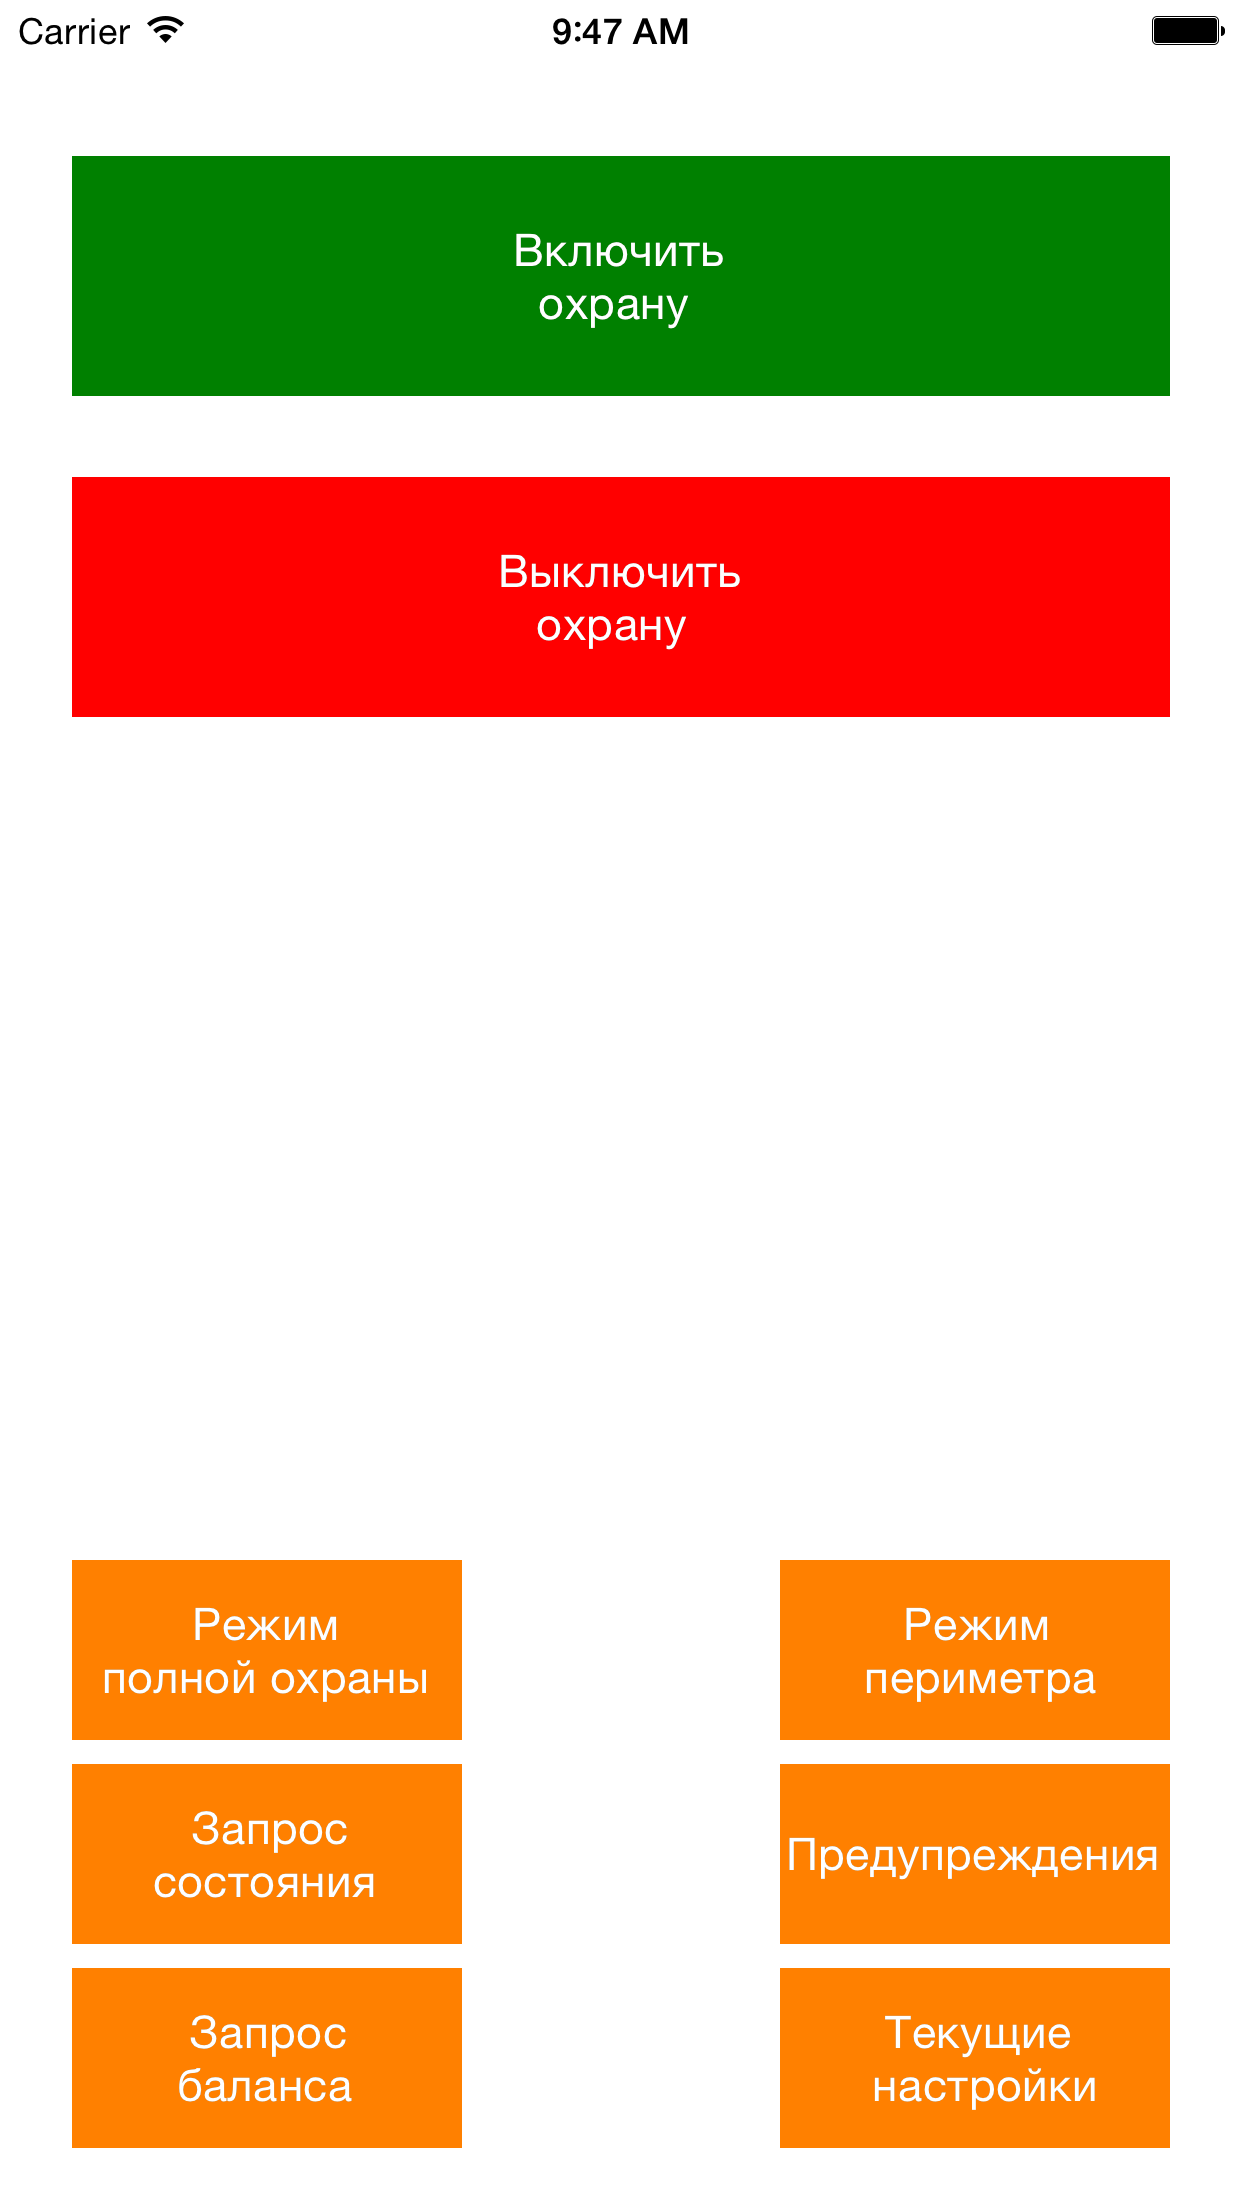 Carrier 9:47 AM
Включить
охрану
Выключить
охрану
Режим
полной охраны
Режим
периметра
Запрос
состояния
Предупреждения
Запрос
баланса
Текущие
настройки